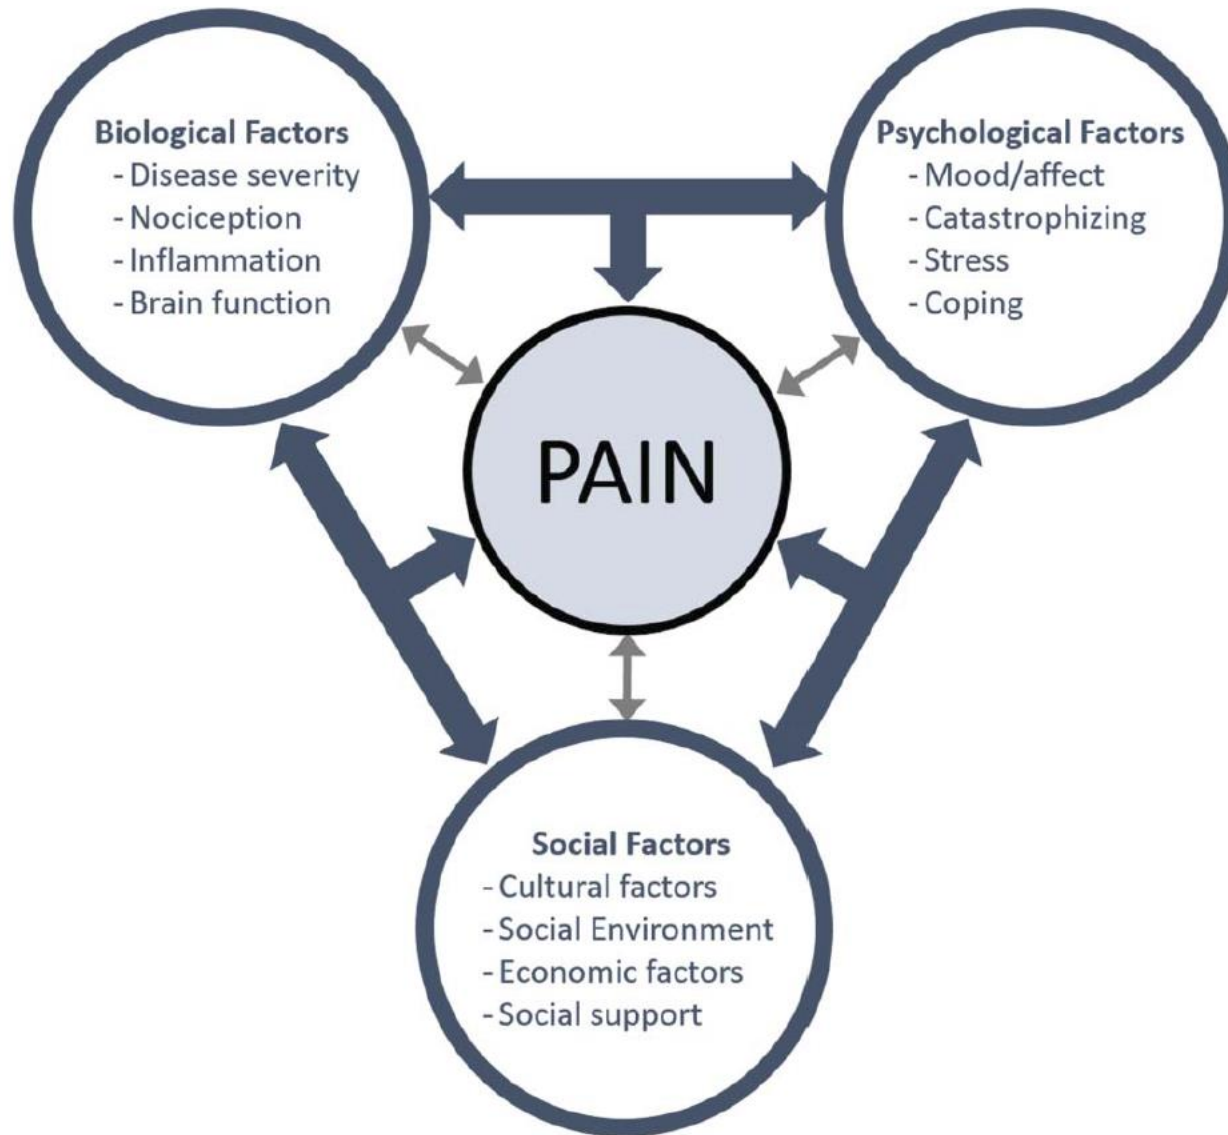 Biological Factors
- Disease severity
- Nociception
- Inflammation
- Brain function
Psychological Factors
- Mood/affect
- Catastrophizing
- Stress
- Coping
PAIN
Social Factors
- Cultural factors
- Social Environment
- Economic factors
- Social support